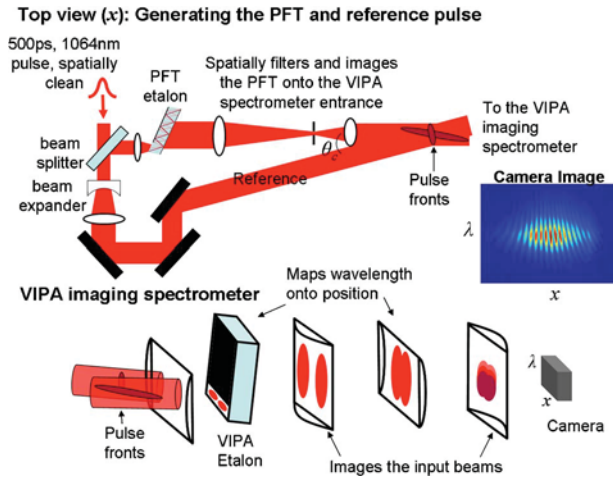 Top view (x): Generating the PFT and reference pulse
500ps, 1064nm
pulse, spatially
clean
PFT
etalon
Spatially filters and images
the PFT onto the VIPA
spectrometer entrance
To the VIPA
imaging
spectrometer
beam
splitter
beam
expander
θc
Reference
Pulse
fronts
Camera Image
λ
x
VIPA imaging spectrometer
Maps wavelength
onto position
Pulse
fronts
VIPA
Etalon
Images the input beams
λ
x
Camera